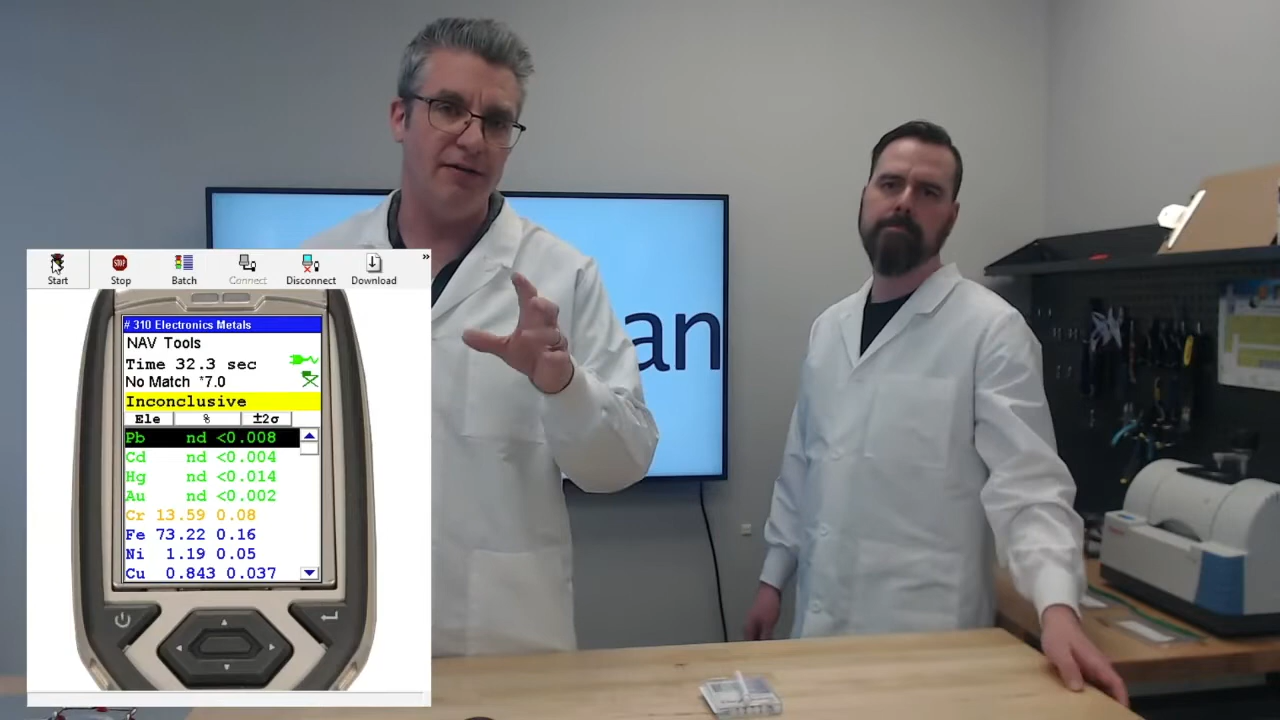 Start Stop Batch Connect Disconnect Download »
# 310 Electronics Metals
NAV Tools
Time 32.3 sec
No Match *7.0
Inconclusive
Ele % ±2σ
Pb nd <0.008
Cd nd <0.004
Hg nd <0.014
Au nd <0.002
Cr 13.59 0.08
Fe 73.22 0.16
Ni 1.19 0.05
Cu 0.843 0.037
an